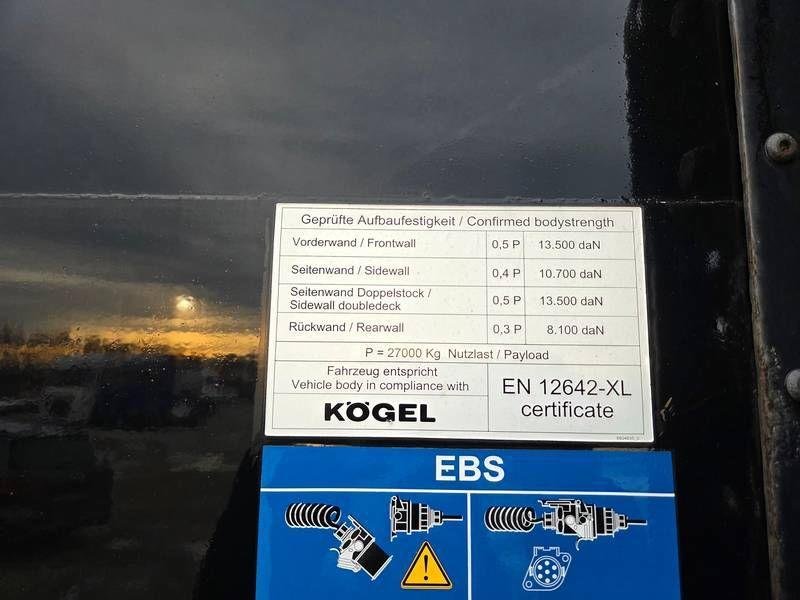 Geprüfte Aufbaufestigkeit / Confirmed bodystrength
Vorderwand / Frontwall 0,5 P 13.500 daN
Seitenwand / Sidewall 0,4 P 10.700 daN
Seitenwand Doppelstock /
Sidewall doubledeck 0,5 P 13.500 daN
Rückwand / Rearwall 0,3 P 8.100 daN
P = 27000 Kg Nutzlast / Payload
Fahrzeug entspricht
Vehicle body in compliance with
KÖGEL
EN 12642-XL
certificate
EBS